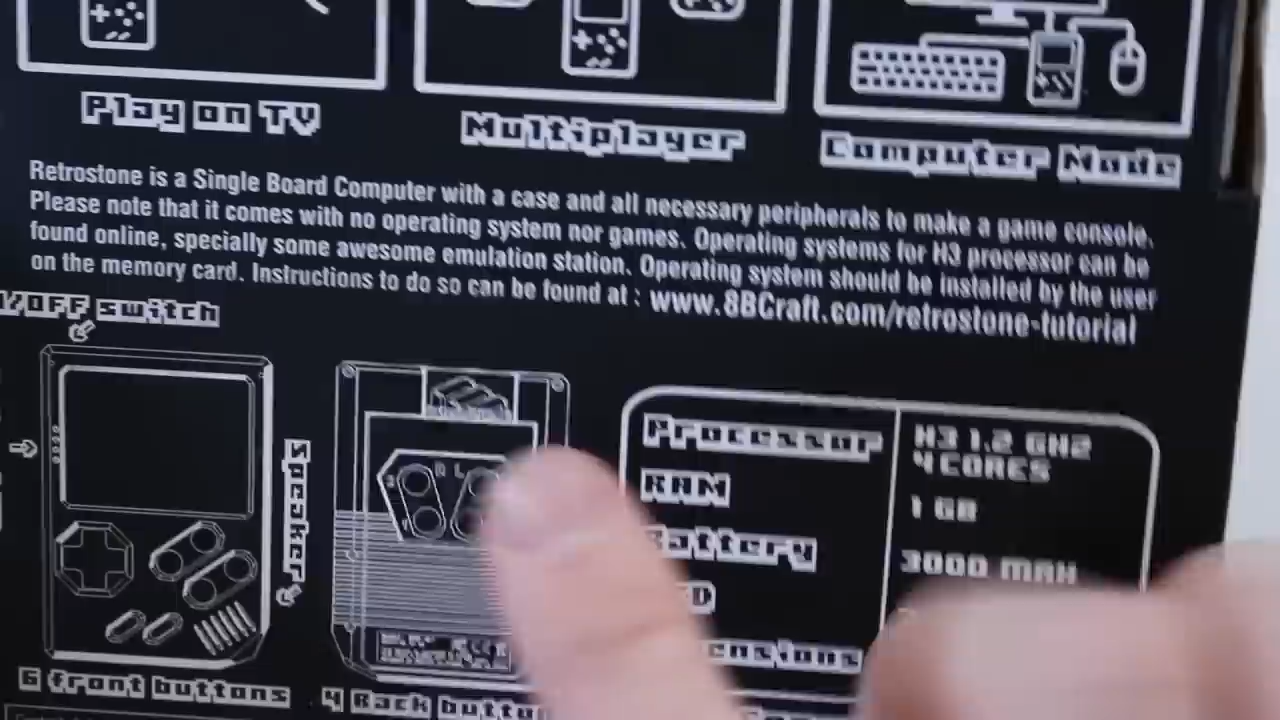 Play on TV
Multiplayer
Computer Mode
Retrostone is a Single Board Computer with a case and all necessary peripherals to make a game console.
Please note that it comes with no operating system nor games. Operating systems for H3 processor can be
found online, specially some awesome emulation station. Operating system should be installed by the user
on the memory card. Instructions to do so can be found at : www.8BCraft.com/retrostone-tutorial
/OFF switch
Speaker
Processor
H3 1.2 GHZ
4 CORES
RAM
1 GB
Battery
3000 MAH
6 front buttons
4 Back